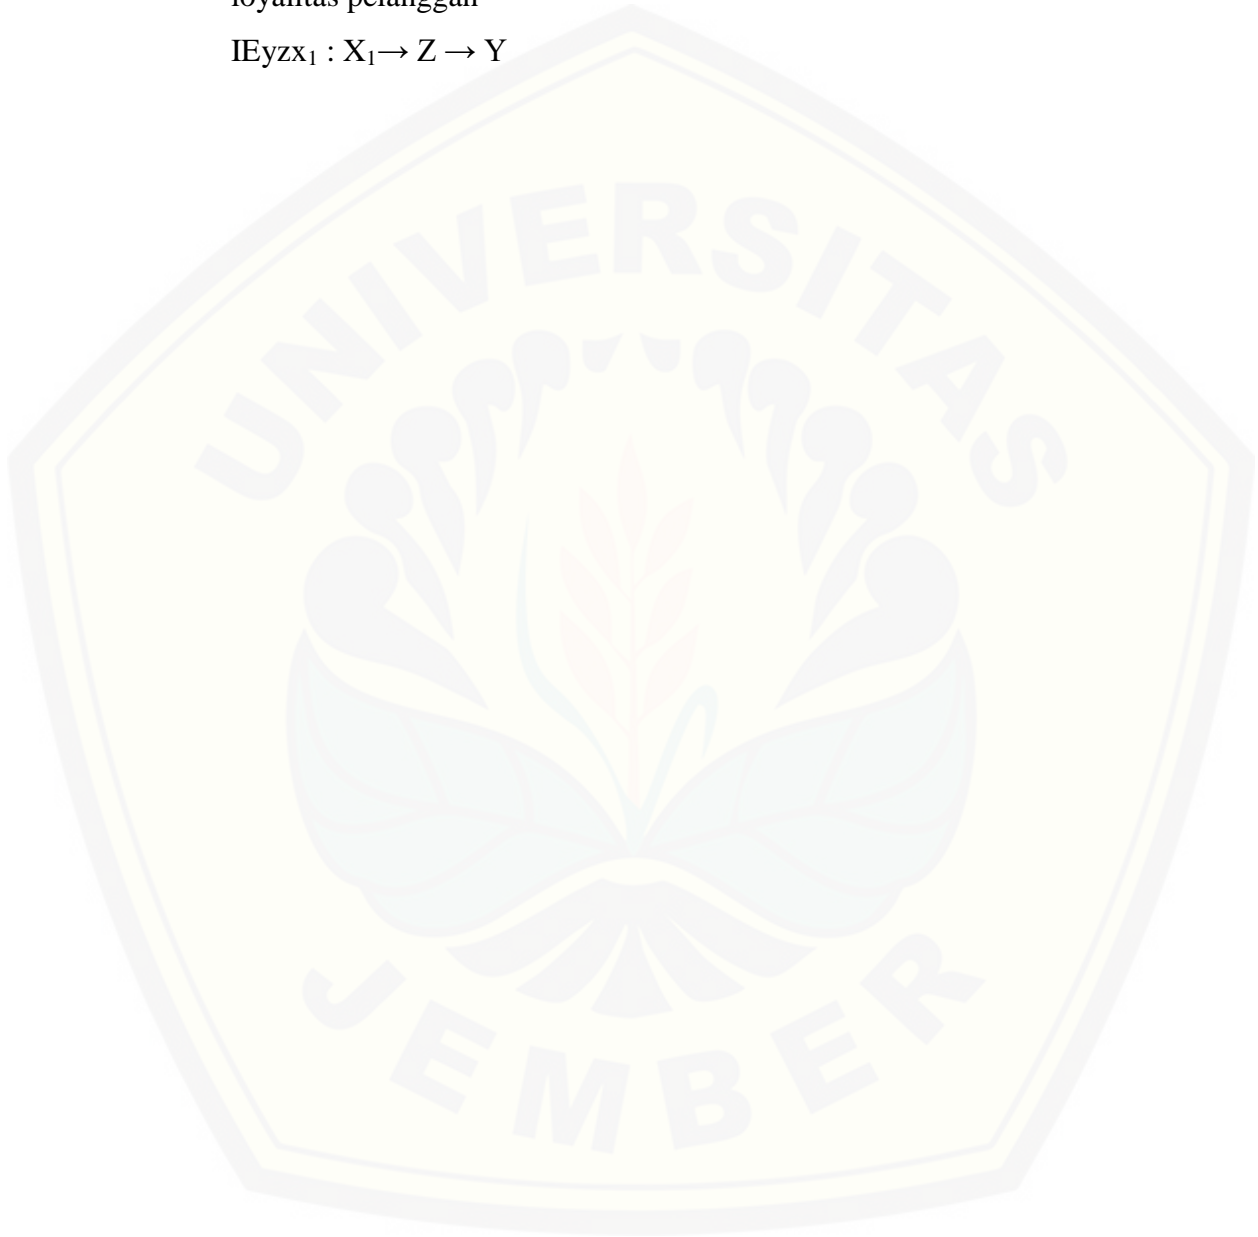 loyalitas pelanggan
IEyzx₁ : X₁→ Z → Y
UNIVERSITAS
JEMBER